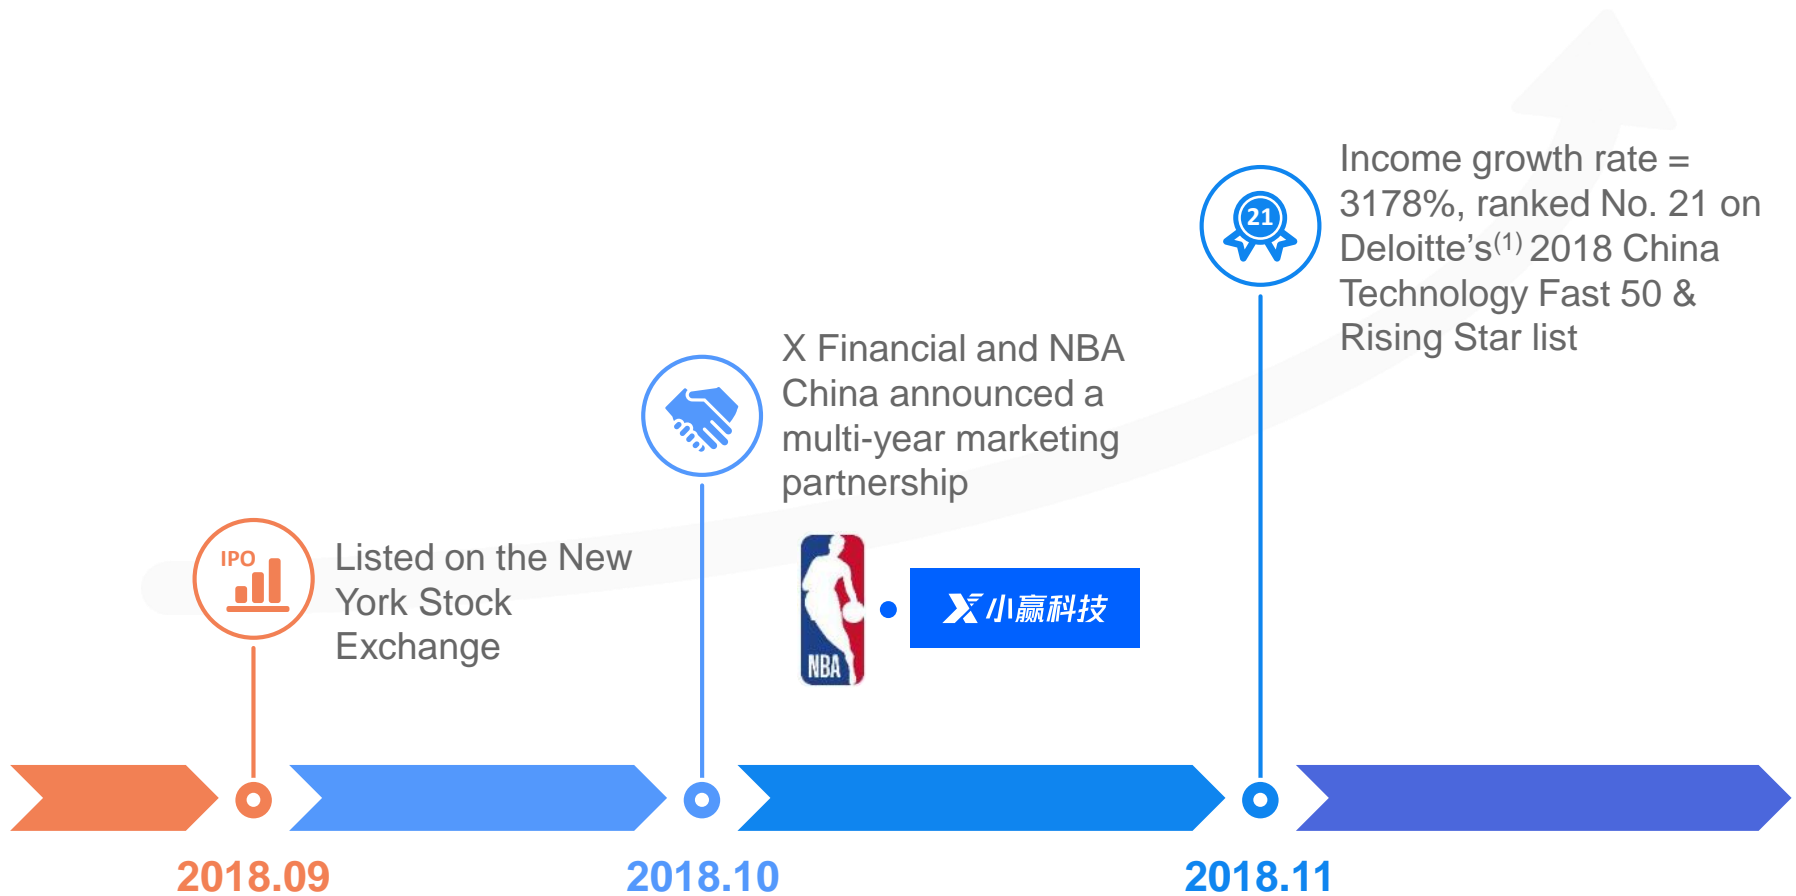 Income growth rate =
3178%, ranked No. 21 on
Deloitte’s(1) 2018 China
Technology Fast 50 &
Rising Star list
21
X Financial and NBA
China announced a
multi-year marketing
partnership
NBA
X小赢科技
IPO
Listed on the New
York Stock
Exchange
2018.09
2018.10
2018.11